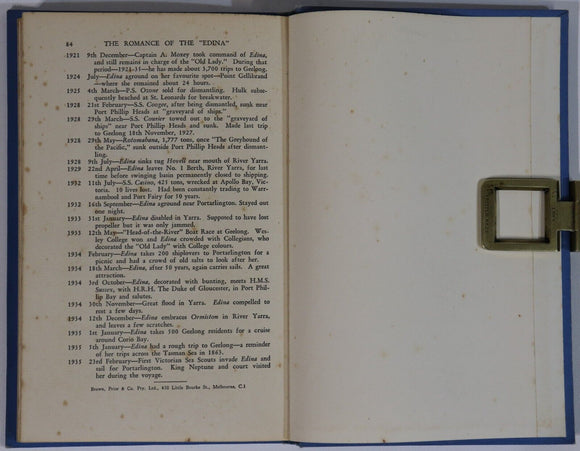 84 THE ROMANCE OF THE "EDINA"
1921 9th December—Captain A. Moxey took command of Edina,
and still remains in charge of the "Old Lady." During that
period—1921-35—he has made about 3,700 trips to Geelong.
1924 July—Edina aground on her favourite spot—Point Gellibrand
—where she remained about 24 hours.
1925 4th March—P.S. Ozone sold for dismantling. Hulk subse-
quently beached at St. Leonards for breakwater.
1928 21st February—S.S. Coogee, after being dismantled, sunk near
Port Phillip Heads at "graveyard of ships."
1928 29th March—S.S. Courier towed out to the "graveyard of
ships" near Port Phillip Heads and sunk. Made last trip
to Geelong 18th November, 1927.
1928 29th May—Rotomahana, 1,777 tons, once "The Greyhound of
the Pacific," sunk outside Port Phillip Heads after dismant-
ling.
1928 9th July—Edina sinks tug Hovell near mouth of River Yarra.
1929 22nd April—Edina leaves No. 1 Berth, River Yarra, for last
time before swinging basin permanently closed to shipping.
1932 11th July—S.S. Casino, 425 tons, wrecked at Apollo Bay, Vic-
toria. 10 lives lost. Had been constantly trading to Warr-
nambool and Port Fairy for 50 years.
1932 14th September—Edina aground near Portarlington. Stayed out
one night.
1933 31st January—Edina disabled in Yarra. Supposed to have lost
propeller but it was only jammed.
1933 12th May—"Head-of-the-River" Boat Race at Geelong. Wes-
ley College won and Edina crowded with Collegians, who
decorated the "Old Lady" with College colours.
1934 February—Edina takes 200 shiplovers to Portarlington for a
picnic and had a crowd of old salts to look after her.
1934 18th March—Edina, after 50 years, again carries sails. A great
attraction.
1934 3rd October—Edina, decorated with bunting, meets H.M.S.
Sussex, with H.R.H. The Duke of Gloucester, in Port Phil-
lip Bay and salutes.
1934 30th November—Great flood in Yarra. Edina compelled to
rest a few days.
1934 12th December—Edina embraces Ormiston in River Yarra,
and leaves a few scratches.
1935 1st January—Edina takes 500 Geelong residents for a cruise
around Corio Bay.
1935 5th January—Edina had a rough trip to Geelong—a reminder
of her trips across the Tasman Sea in 1863.
1935 23rd February—First Victorian Sea Scouts invade Edina and
sail for Portarlington. King Neptune and court visited
her during the voyage.
Brown, Prior & Co. Pty. Ltd., 430 Little Bourke St., Melbourne, C.1